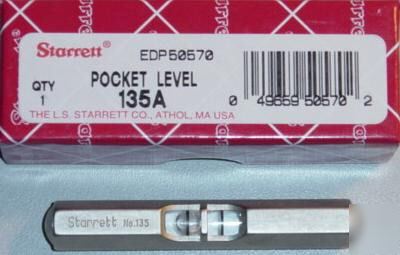 Starrett®
EDP50570
QTY
1
POCKET LEVEL
135A
0 49659 50570 2
THE L.S. STARRETT CO., ATHOL, MA USA
Starrett No.135